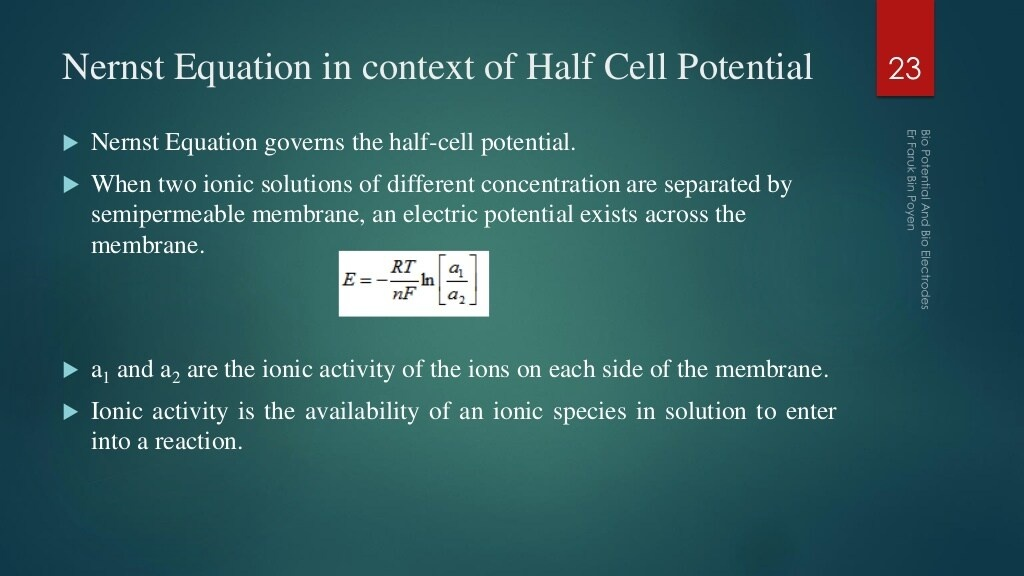 Nernst Equation in context of Half Cell Potential
23
Nernst Equation governs the half-cell potential.
When two ionic solutions of different concentration are separated by
semipermeable membrane, an electric potential exists across the
membrane.
E = − RT/nF ln [a₁/a₂]
a₁ and a₂ are the ionic activity of the ions on each side of the membrane.
Ionic activity is the availability of an ionic species in solution to enter
into a reaction.
Bio Potential And Bio Electrodes
Er Faruk Bin Poyen